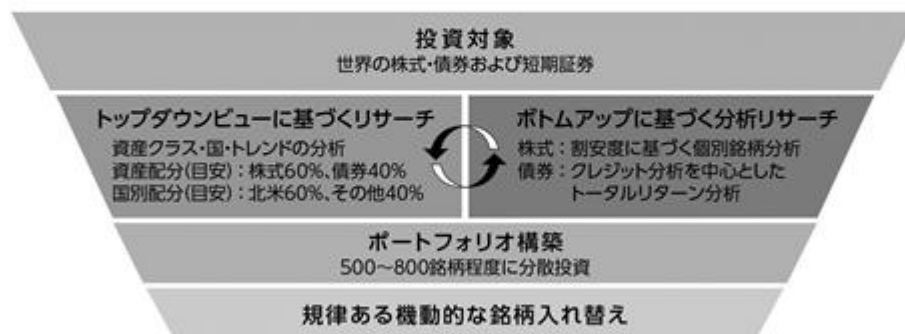 投資対象
世界の株式・債券および短期証券
トップダウンビューに基づくリサーチ
資産クラス・国・トレンドの分析
資産配分(目安)：株式60%、債券40%
国別配分(目安)：北米60%、その他40%
ボトムアップに基づく分析リサーチ
株式：割安度に基づく個別銘柄分析
債券：クレジット分析を中心とした
トータルリターン分析
ポートフォリオ構築
500～800銘柄程度に分散投資
規律ある機動的な銘柄入れ替え